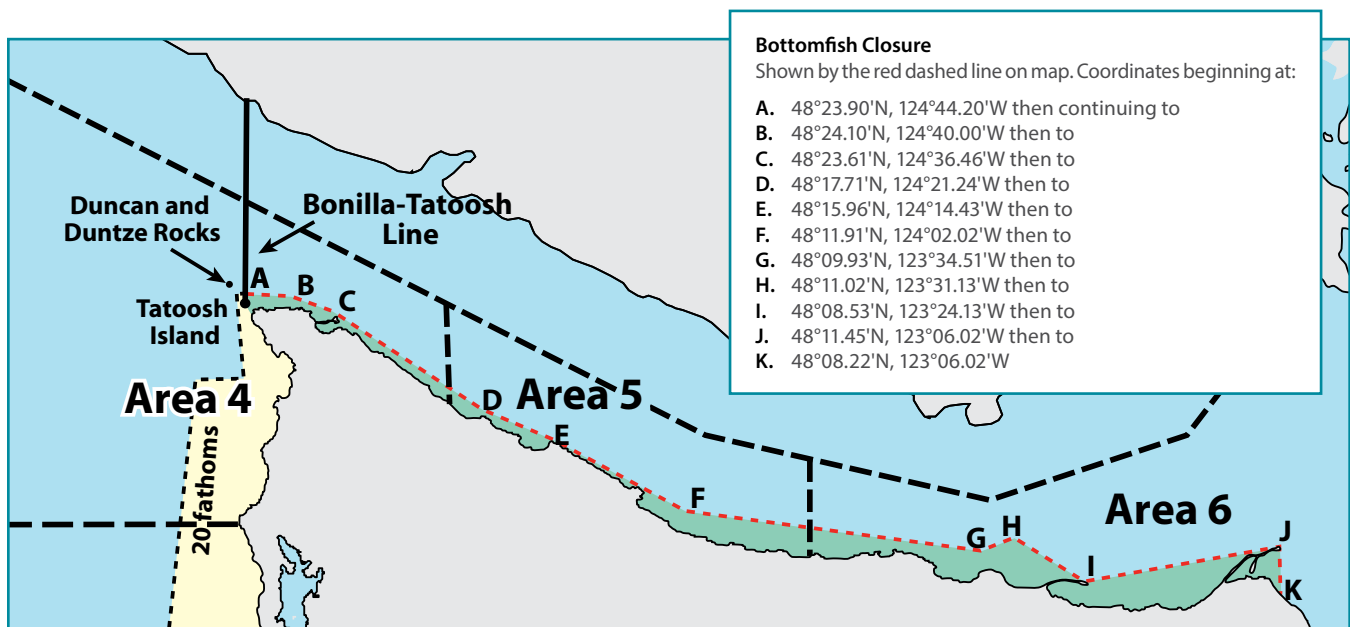 Bottomfish Closure
Shown by the red dashed line on map. Coordinates beginning at:
A. 48°23.90'N, 124°44.20'W then continuing to
B. 48°24.10'N, 124°40.00'W then to
C. 48°23.61'N, 124°36.46'W then to
D. 48°17.71'N, 124°21.24'W then to
E. 48°15.96'N, 124°14.43'W then to
F. 48°11.91'N, 124°02.02'W then to
G. 48°09.93'N, 123°34.51'W then to
H. 48°11.02'N, 123°31.13'W then to
I. 48°08.53'N, 123°24.13'W then to
J. 48°11.45'N, 123°06.02'W then to
K. 48°08.22'N, 123°06.02'W
Duncan and
Duntze Rocks
Bonilla-Tatoosh
Line
Tatoosh
Island
A
B
C
Area 4
20 fathoms
D
Area 5
E
F
G
H
Area 6
I
J
K